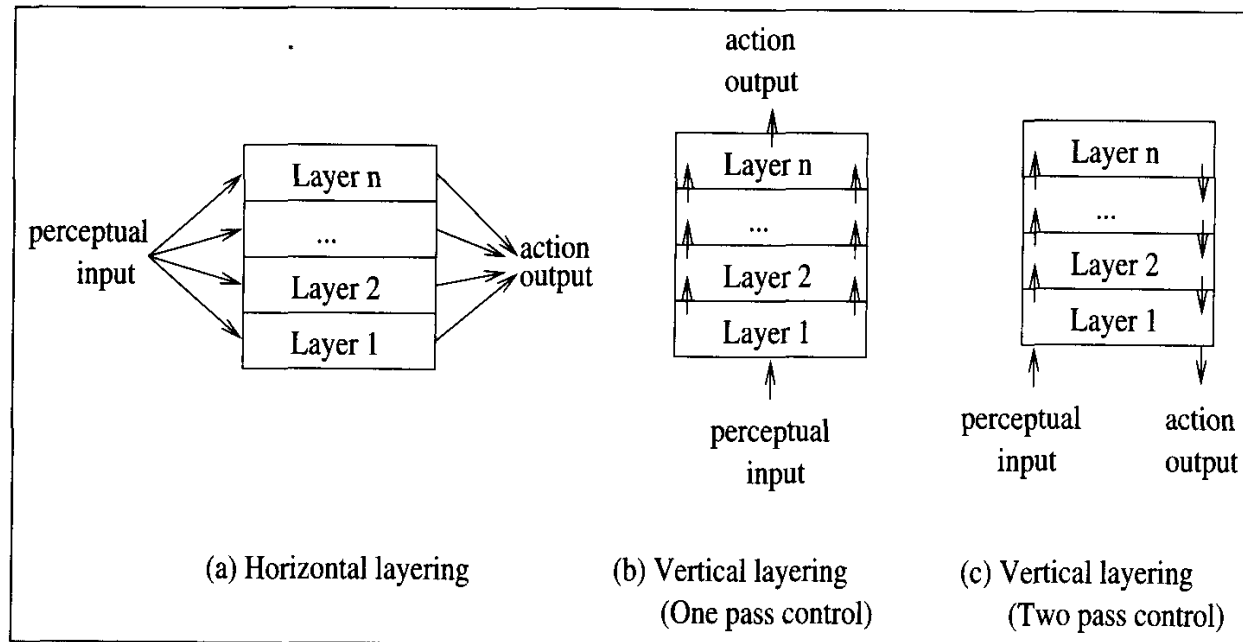 perceptual
input
Layer n
...
Layer 2
Layer 1
action
output
(a) Horizontal layering
action
output
Layer n
...
Layer 2
Layer 1
perceptual
input
(b) Vertical layering
(One pass control)
Layer n
...
Layer 2
Layer 1
perceptual
input
action
output
(c) Vertical layering
(Two pass control)